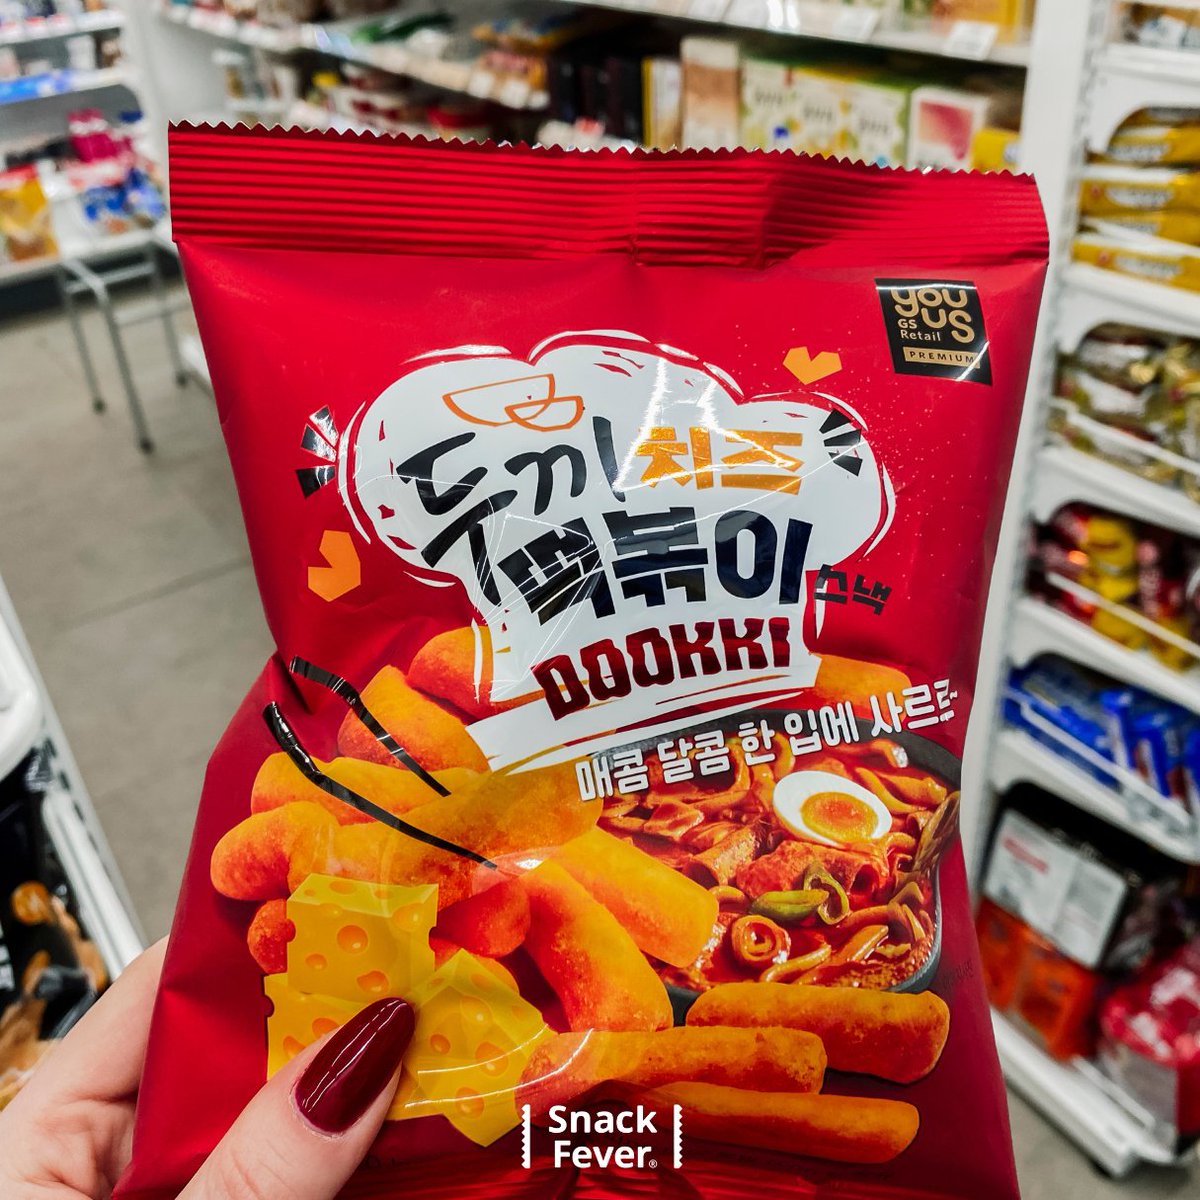 you
us
GS
Retail
PREMIUM
두끼 치즈
떡볶이 스낵
DOOKKI
매콤 달콤 한 입에 사르르~
Snack
Fever®